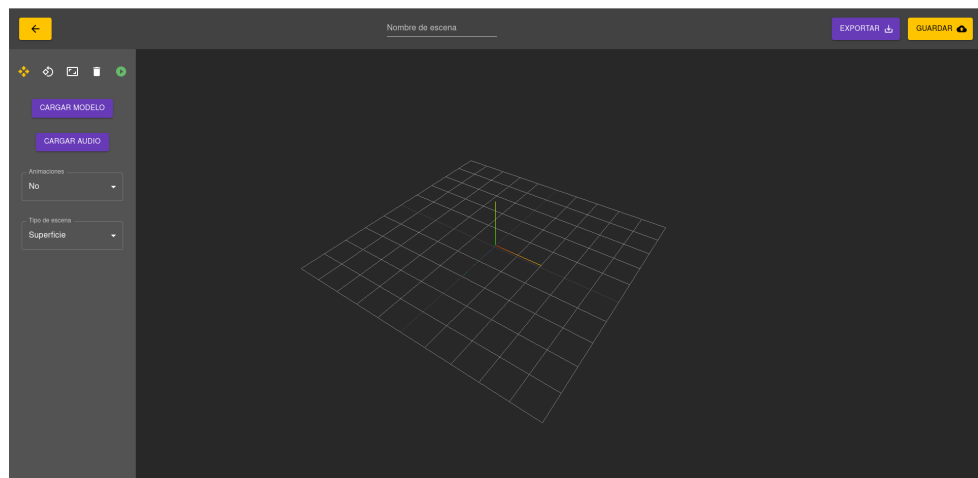 Nombre de escena
EXPORTAR
GUARDAR
CARGAR MODELO
CARGAR AUDIO
Animaciones
No
Tipo de escena
Superficie